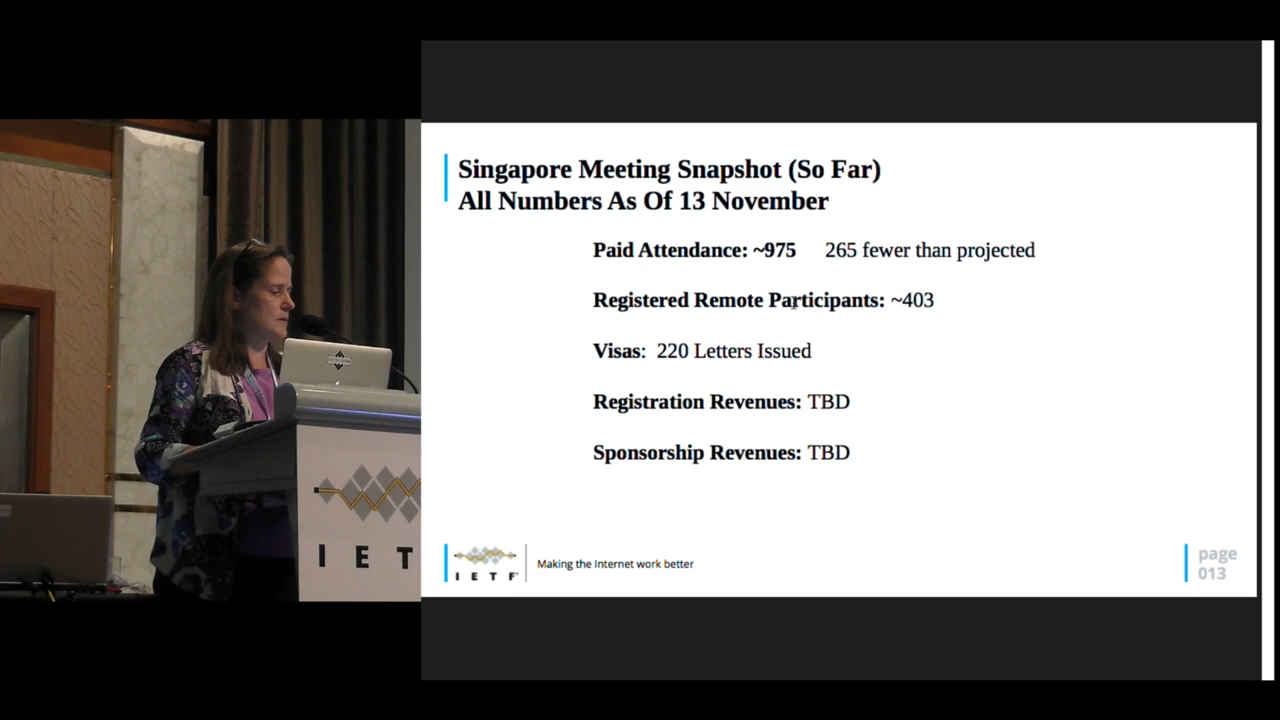 Singapore Meeting Snapshot (So Far)
All Numbers As Of 13 November
Paid Attendance: ~975 265 fewer than projected
Registered Remote Participants: ~403
Visas: 220 Letters Issued
Registration Revenues: TBD
Sponsorship Revenues: TBD
IETF
Making the Internet work better
page
013
I E T